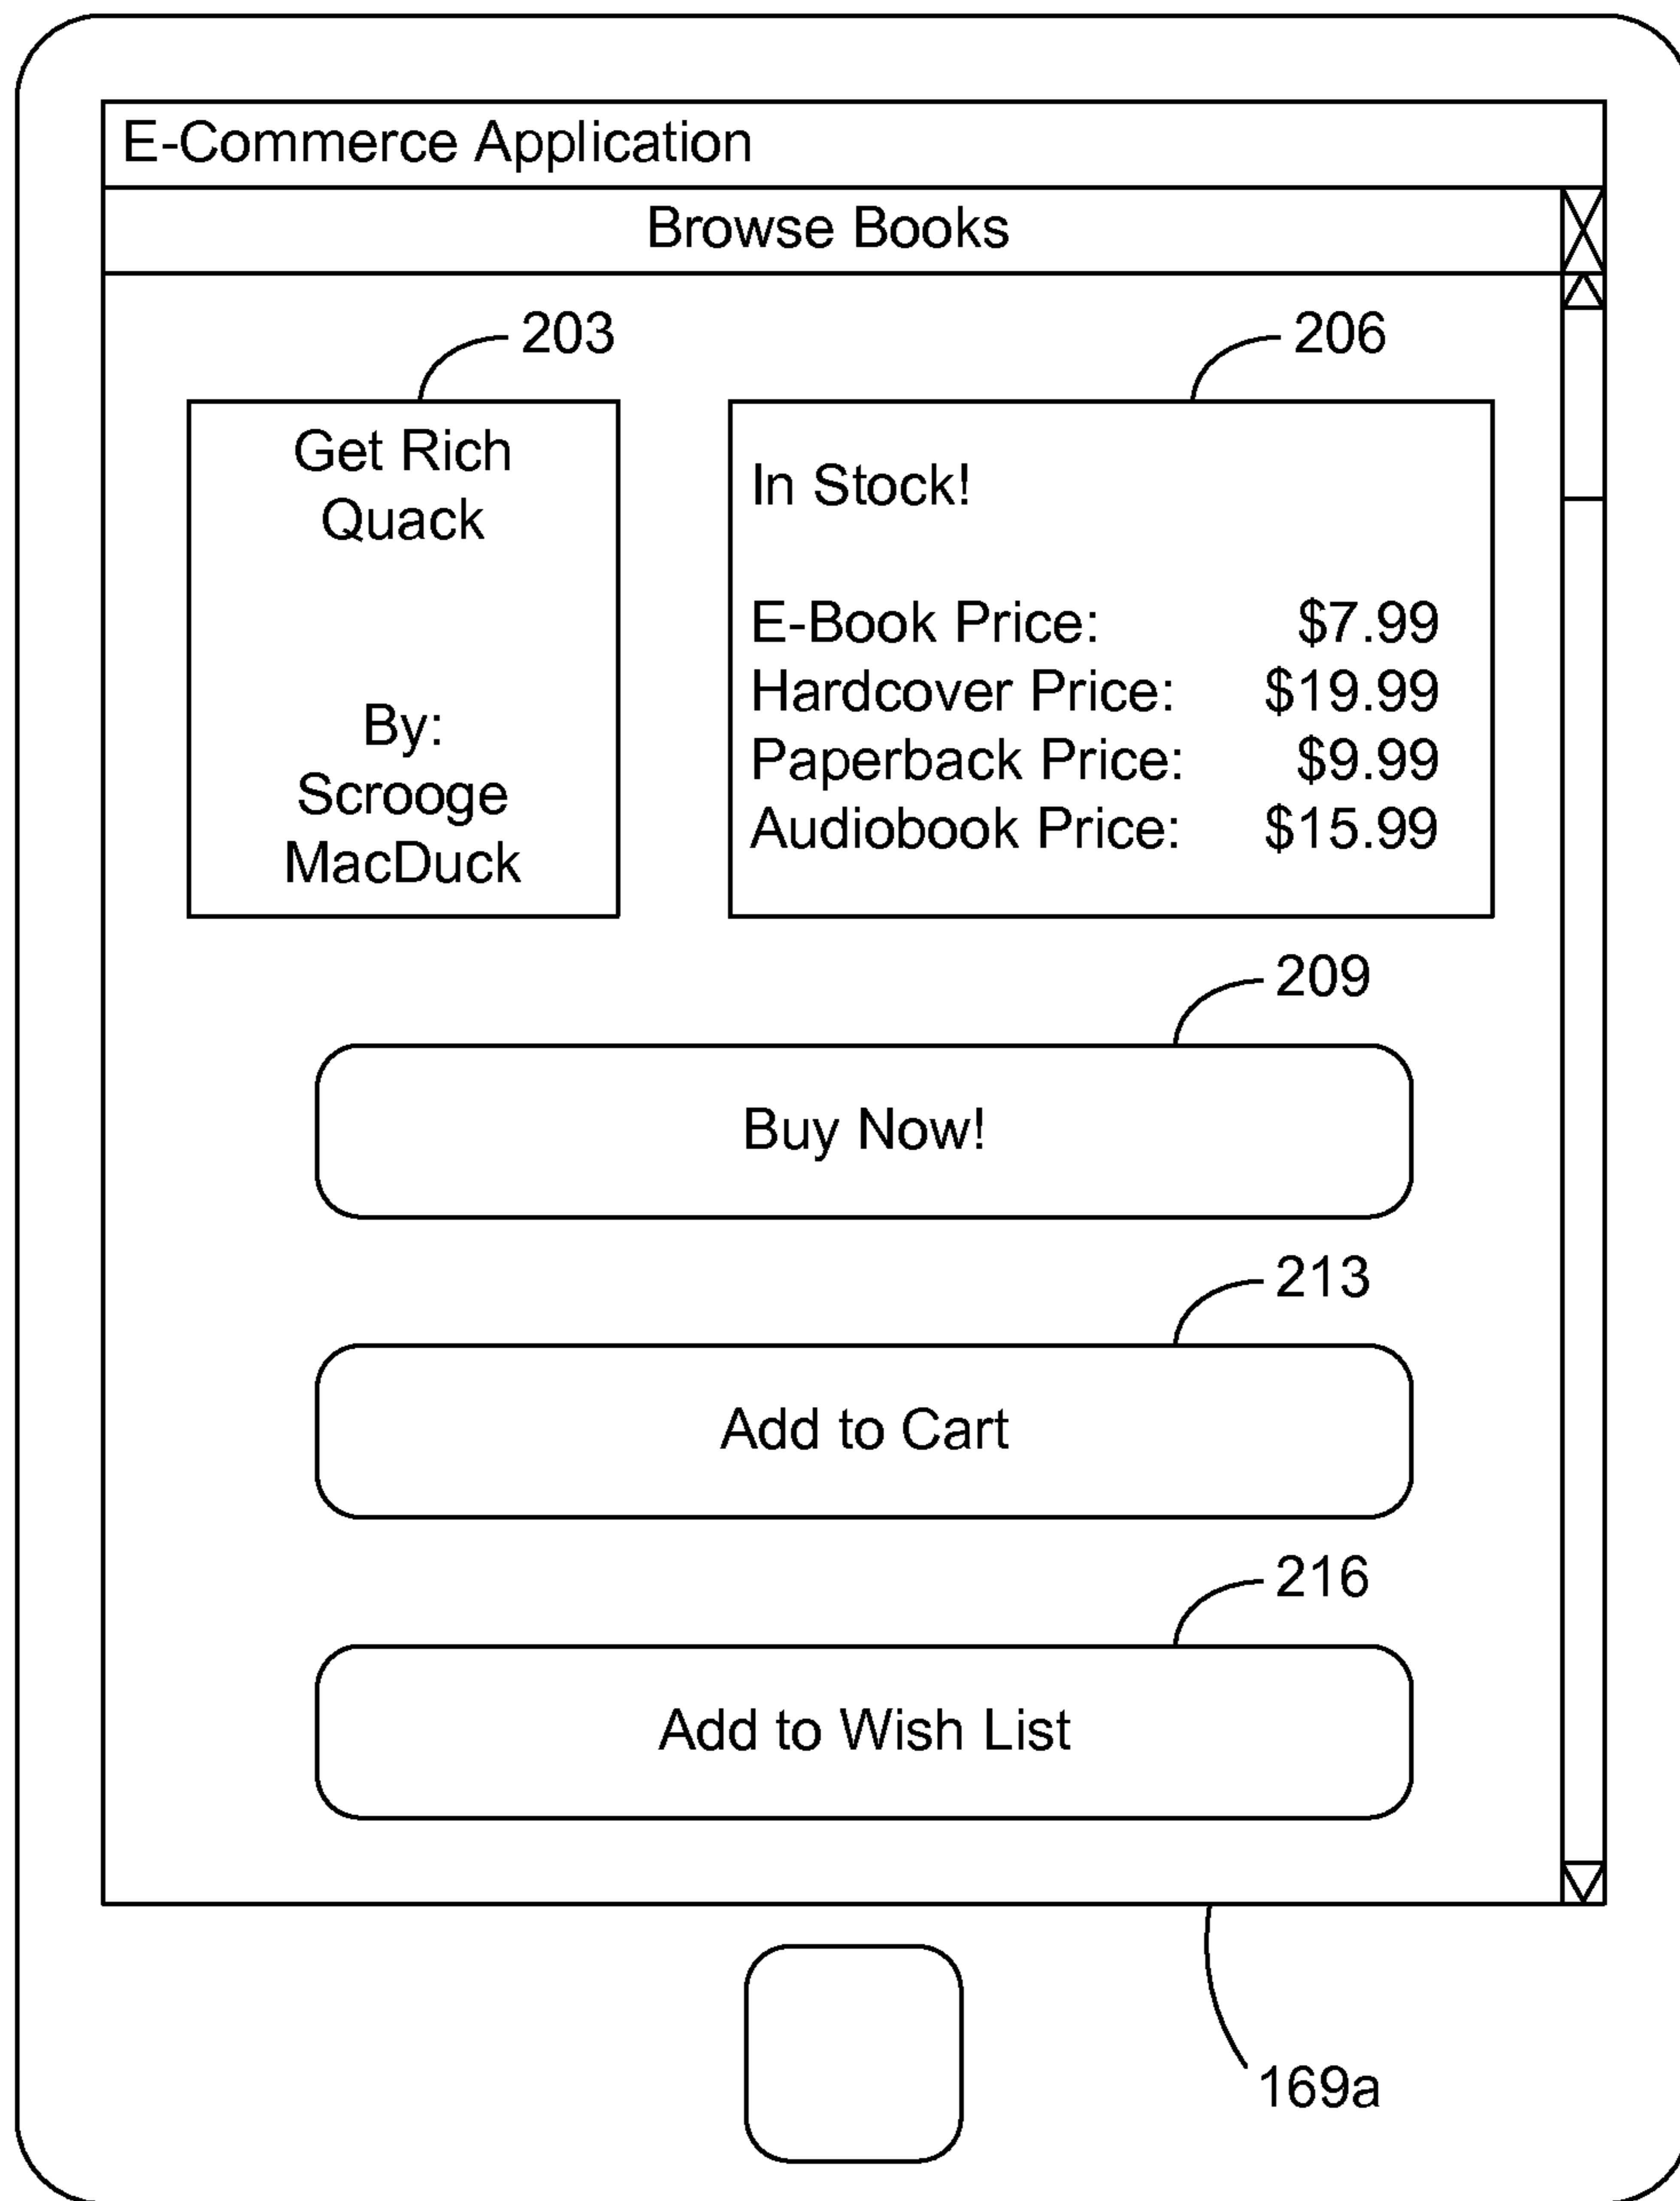 E-Commerce Application
Browse Books
203
Get Rich
Quack
By:
Scrooge
MacDuck
206
In Stock!
E-Book Price: $7.99
Hardcover Price: $19.99
Paperback Price: $9.99
Audiobook Price: $15.99
209
Buy Now!
213
Add to Cart
216
Add to Wish List
169a